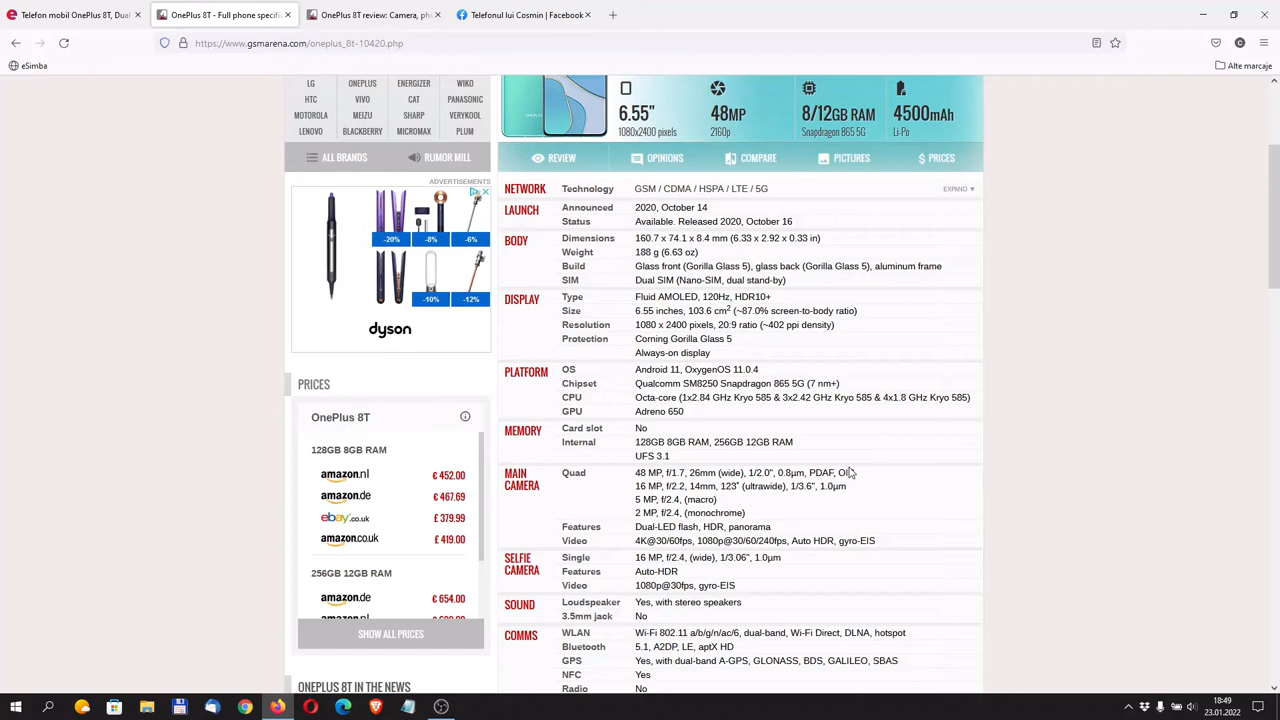 Telefon mobil OnePlus 8T, Dual
OnePlus 8T - Full phone specifi
OnePlus 8T review: Camera, ph
Telefonul lui Cosmin | Facebook
https://www.gsmarena.com/oneplus_8t-10420.php
eSimba
Alte marcaje
LG ONEPLUS ENERGIZER WIKO
HTC VIVO CAT PANASONIC
MOTOROLA MEIZU SHARP VERYKOOL
LENOVO BLACKBERRY MICROMAX PLUM
ALL BRANDS RUMOR MILL
ADVERTISEMENTS
-20% -8% -6%
-10% -12%
dyson
PRICES
OnePlus 8T
128GB 8GB RAM
amazon.nl € 452.00
amazon.de € 467.69
ebay.co.uk £ 379.99
amazon.co.uk £ 419.00
256GB 12GB RAM
amazon.de € 654.00
SHOW ALL PRICES
ONEPLUS 8T IN THE NEWS
6.55" 48MP 8/12GB RAM 4500mAh
1080x2400 pixels 2160p Snapdragon 865 5G Li-Po
REVIEW OPINIONS COMPARE PICTURES PRICES
NETWORK Technology GSM / CDMA / HSPA / LTE / 5G EXPAND ▼
LAUNCH Announced 2020, October 14
Status Available. Released 2020, October 16
BODY Dimensions 160.7 x 74.1 x 8.4 mm (6.33 x 2.92 x 0.33 in)
Weight 188 g (6.63 oz)
Build Glass front (Gorilla Glass 5), glass back (Gorilla Glass 5), aluminum frame
SIM Dual SIM (Nano-SIM, dual stand-by)
DISPLAY Type Fluid AMOLED, 120Hz, HDR10+
Size 6.55 inches, 103.6 cm2 (~87.0% screen-to-body ratio)
Resolution 1080 x 2400 pixels, 20:9 ratio (~402 ppi density)
Protection Corning Gorilla Glass 5
Always-on display
PLATFORM OS Android 11, OxygenOS 11.0.4
Chipset Qualcomm SM8250 Snapdragon 865 5G (7 nm+)
CPU Octa-core (1x2.84 GHz Kryo 585 & 3x2.42 GHz Kryo 585 & 4x1.8 GHz Kryo 585)
GPU Adreno 650
MEMORY Card slot No
Internal 128GB 8GB RAM, 256GB 12GB RAM
UFS 3.1
MAIN CAMERA Quad 48 MP, f/1.7, 26mm (wide), 1/2.0", 0.8µm, PDAF,
16 MP, f/2.2, 14mm, 123˚ (ultrawide), 1/3.6", 1.0µm
5 MP, f/2.4, (macro)
2 MP, f/2.4, (monochrome)
Features Dual-LED flash, HDR, panorama
Video 4K@30/60fps, 1080p@30/60/240fps, Auto HDR, gyro-EIS
SELFIE CAMERA Single 16 MP, f/2.4, (wide), 1/3.06", 1.0µm
Features Auto-HDR
Video 1080p@30fps, gyro-EIS
SOUND Loudspeaker Yes, with stereo speakers
3.5mm jack No
COMMS WLAN Wi-Fi 802.11 a/b/g/n/ac/6, dual-band, Wi-Fi Direct, DLNA, hotspot
Bluetooth 5.1, A2DP, LE, aptX HD
GPS Yes, with dual-band A-GPS, GLONASS, BDS, GALILEO, SBAS
NFC Yes
Radio No
18:49
23.01.2022